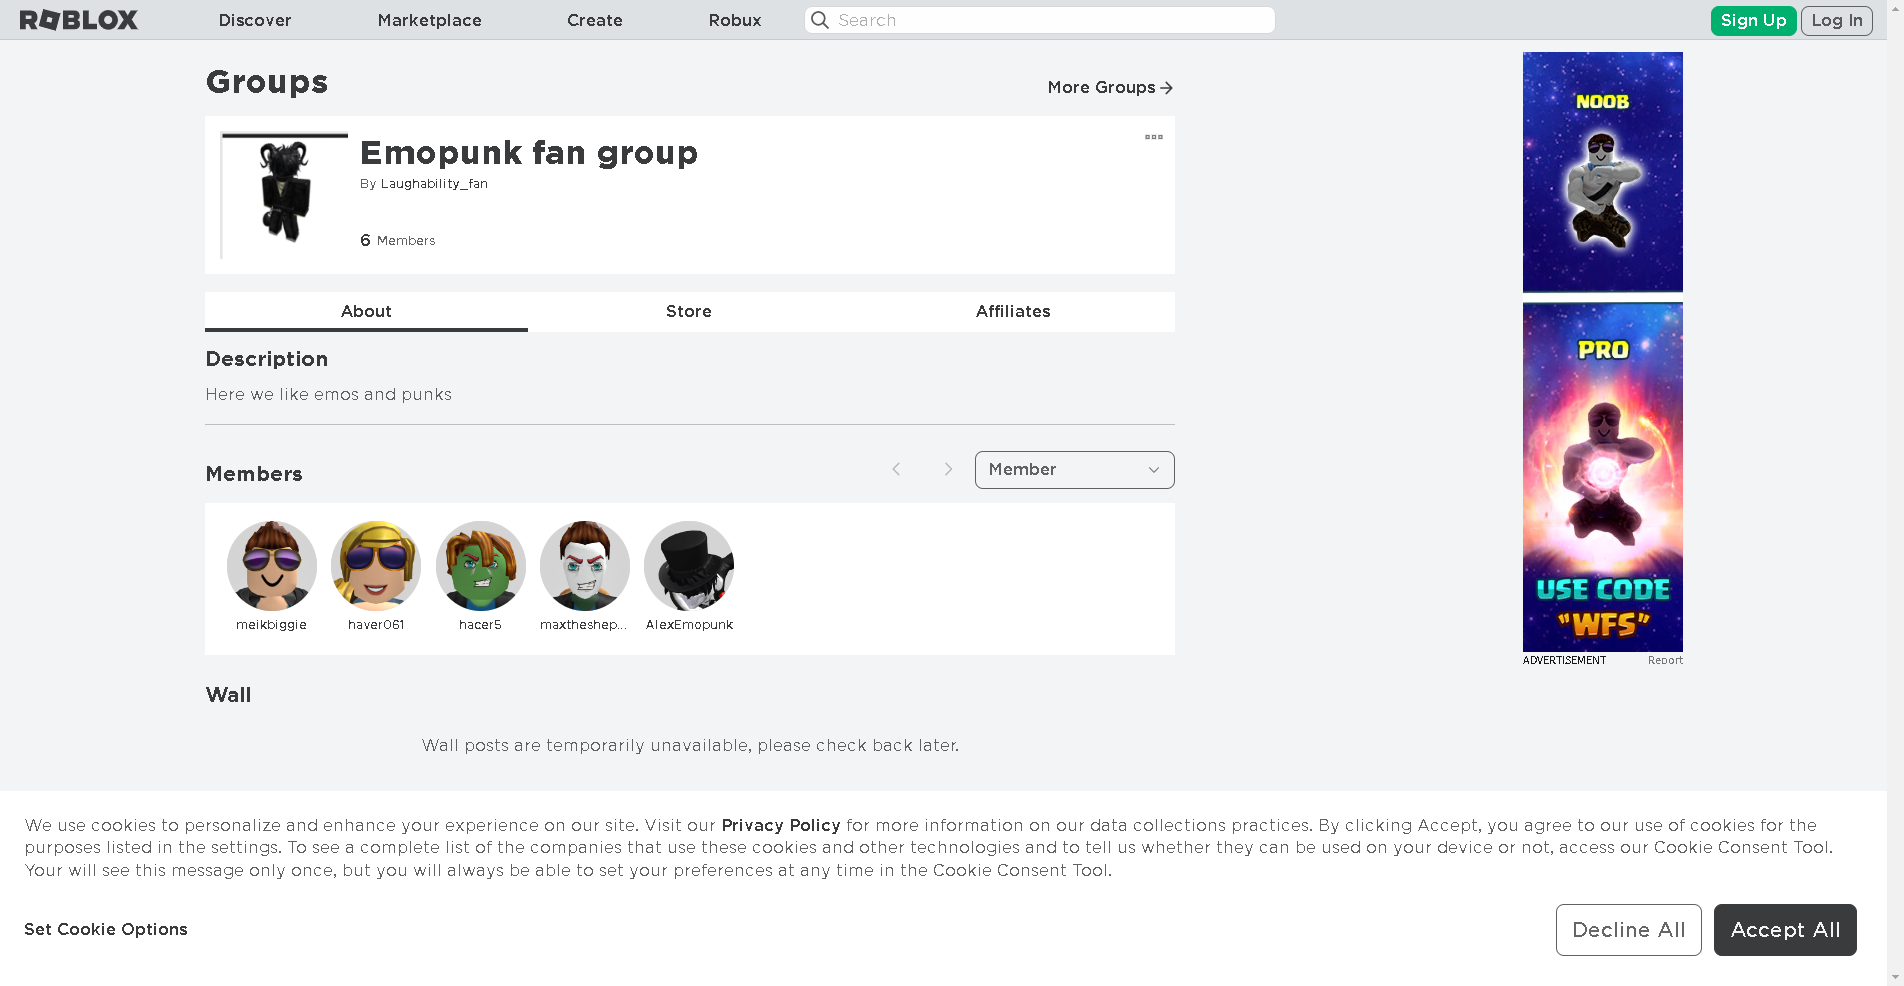 ROBLOX Discover Marketplace Create Robux Search Sign Up Log In
Groups
More Groups
Emopunk fan group
By Laughability_fan
6 Members
About Store Affiliates
Description
Here we like emos and punks
Members
Member
meikbiggie haver061 hacer5 maxtheshep... AlexEmopunk
Wall
Wall posts are temporarily unavailable, please check back later.
NOOB
PRO
USE CODE
"WFS"
ADVERTISEMENT Report
We use cookies to personalize and enhance your experience on our site. Visit our Privacy Policy for more information on our data collections practices. By clicking Accept, you agree to our use of cookies for the
purposes listed in the settings. To see a complete list of the companies that use these cookies and other technologies and to tell us whether they can be used on your device or not, access our Cookie Consent Tool.
Your will see this message only once, but you will always be able to set your preferences at any time in the Cookie Consent Tool.
Set Cookie Options
Decline All
Accept All